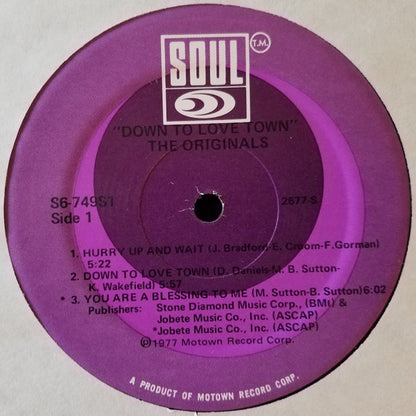 SOUL
T.M.
"DOWN TO LOVE TOWN"
THE ORIGINALS
S6-749S1
Side 1
2677-S
1. HURRY UP AND WAIT (J. Bradford-E. Croom-F.Gorman)
5:22
2. DOWN TO LOVE TOWN (D. Daniels-M. B. Sutton-
K. Wakefield) 5:57
* 3. YOU ARE A BLESSING TO ME (M. Sutton-B. Sutton)6:02
Publishers: Stone Diamond Music Corp., (BMI) &
Jobete Music Co., Inc. (ASCAP)
*Jobete Music Co., Inc. (ASCAP)
Ⓟ1977 Motown Record Corp.
A PRODUCT OF MOTOWN RECORD CORP.